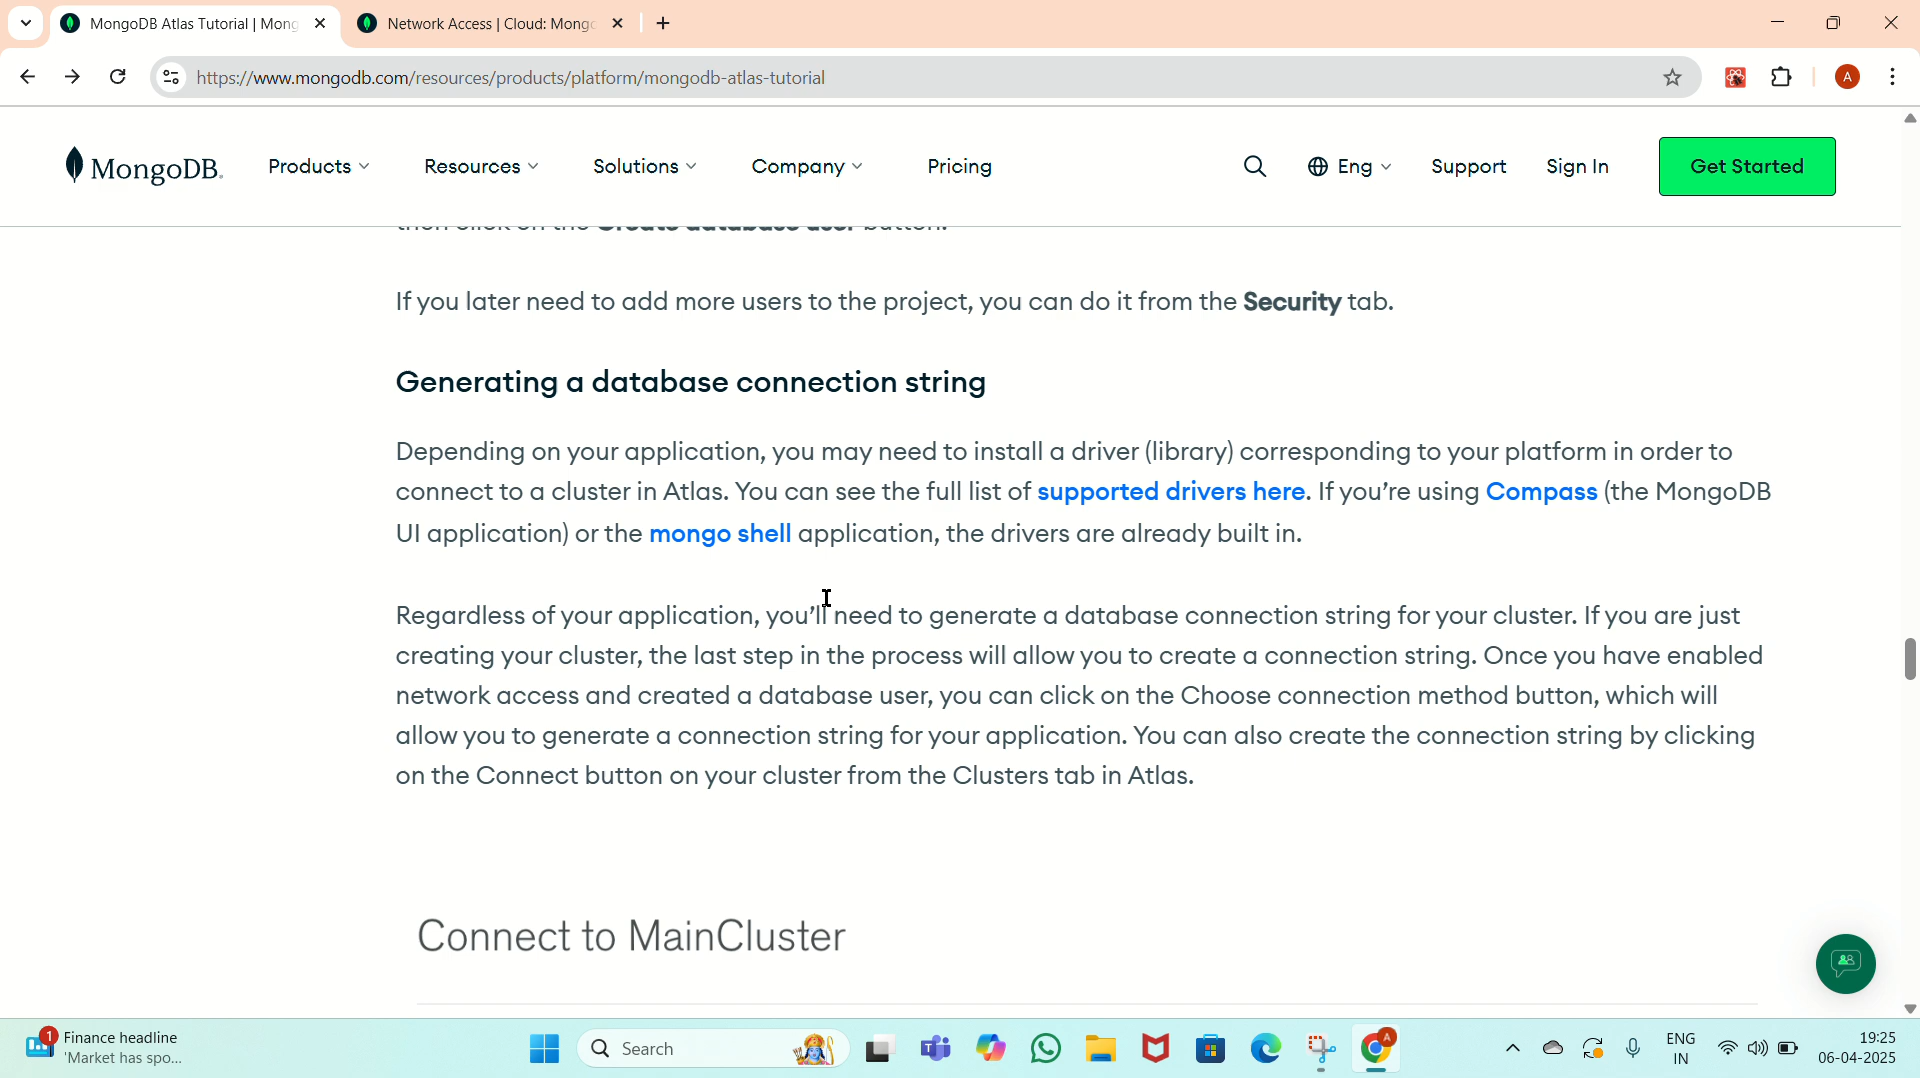 MongoDB Atlas Tutorial | Mong
Network Access | Cloud: Mongo
https://www.mongodb.com/resources/products/platform/mongodb-atlas-tutorial
A
MongoDB.
Products
Resources
Solutions
Company
Pricing
Eng
Support
Sign In
Get Started
then click on the Create database user button.
If you later need to add more users to the project, you can do it from the Security tab.
Generating a database connection string
Depending on your application, you may need to install a driver (library) corresponding to your platform in order to
connect to a cluster in Atlas. You can see the full list of supported drivers here. If you’re using Compass (the MongoDB
UI application) or the mongo shell application, the drivers are already built in.
Regardless of your application, you’ll need to generate a database connection string for your cluster. If you are just
creating your cluster, the last step in the process will allow you to create a connection string. Once you have enabled
network access and created a database user, you can click on the Choose connection method button, which will
allow you to generate a connection string for your application. You can also create the connection string by clicking
on the Connect button on your cluster from the Clusters tab in Atlas.
Connect to MainCluster
1
Finance headline
'Market has spo...
Search
A
ENG
IN
19:25
06-04-2025